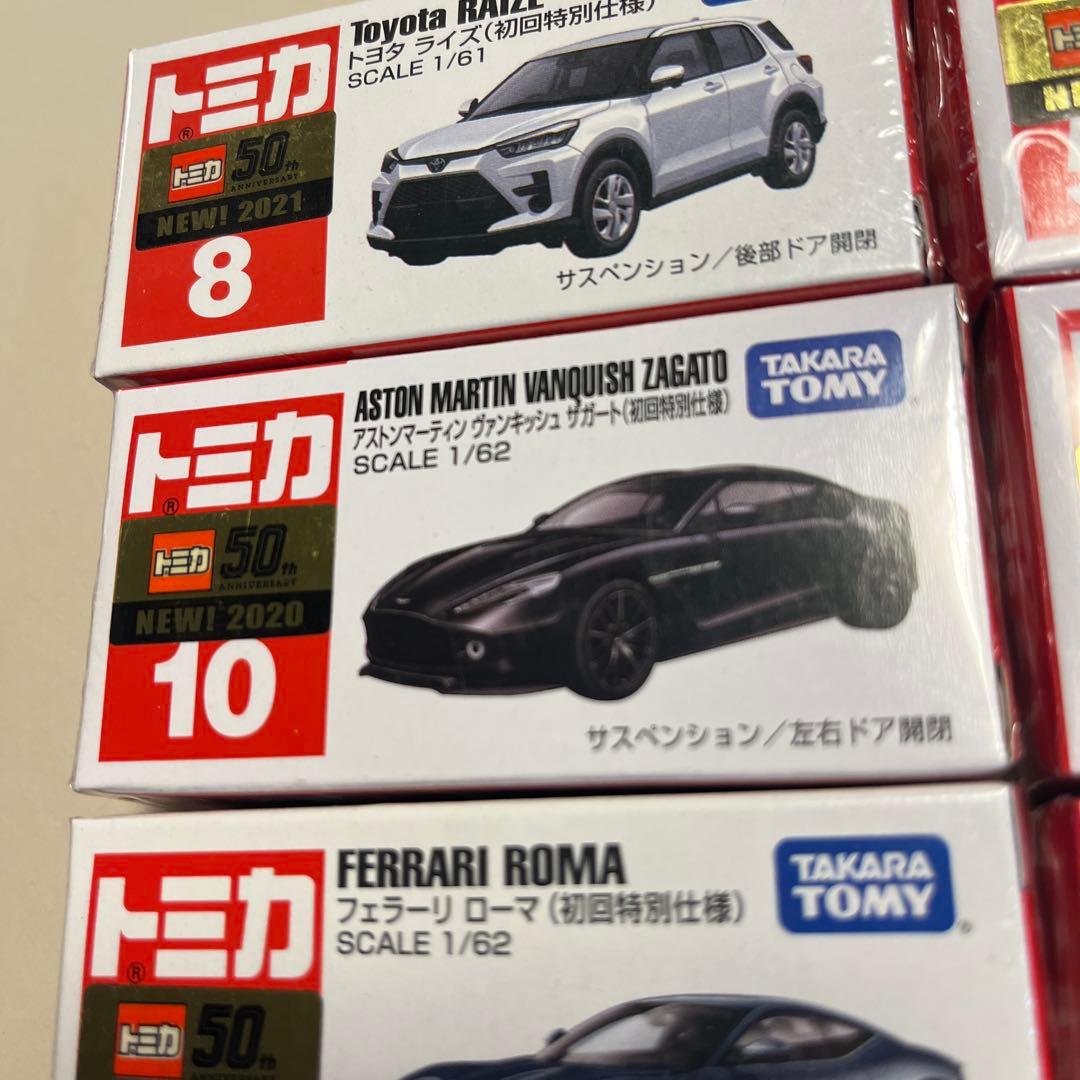 Toyota RAIZE
トヨタ ライズ(初回特別仕様)
SCALE 1/61
トミカ
®
トミカ 50th
ANNIVERSARY
NEW! 2021
8
サスペンション/後部ドア開閉
ASTON MARTIN VANQUISH ZAGATO
アストンマーティン ヴァンキッシュ ザガート(初回特別仕様)
SCALE 1/62
TAKARA
TOMY
トミカ
®
トミカ 50th
ANNIVERSARY
NEW! 2020
10
サスペンション/左右ドア開閉
FERRARI ROMA
フェラーリ ローマ(初回特別仕様)
SCALE 1/62
TAKARA
TOMY
トミカ
®
トミカ 50th